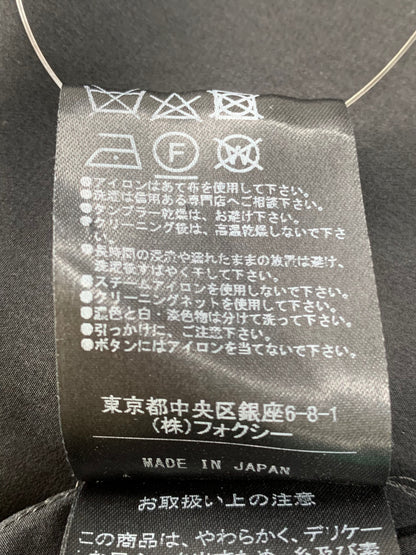 F W
●アイロンはあて布を使用して下さい。
●洗濯は信用ある専門店へご相談下さい。
●タンブラー乾燥は、お避け下さい。
●クリーニング後は、高温乾燥しないで下さい。
●長時間の浸漬や濡れたままの放置は避け、
洗濯後すばやく干して下さい。
●スチームアイロンを使用しないで下さい。
●クリーニングネットを使用して下さい。
●濃色と白・淡色物は分けて洗って下さい。
●引っかけに、ご注意下さい。
●ボタンにはアイロンを当てないで下さい。
東京都中央区銀座6-8-1
(株)フォクシー
MADE IN JAPAN
お取扱い上の注意
この商品は、やわらかく、デリケー